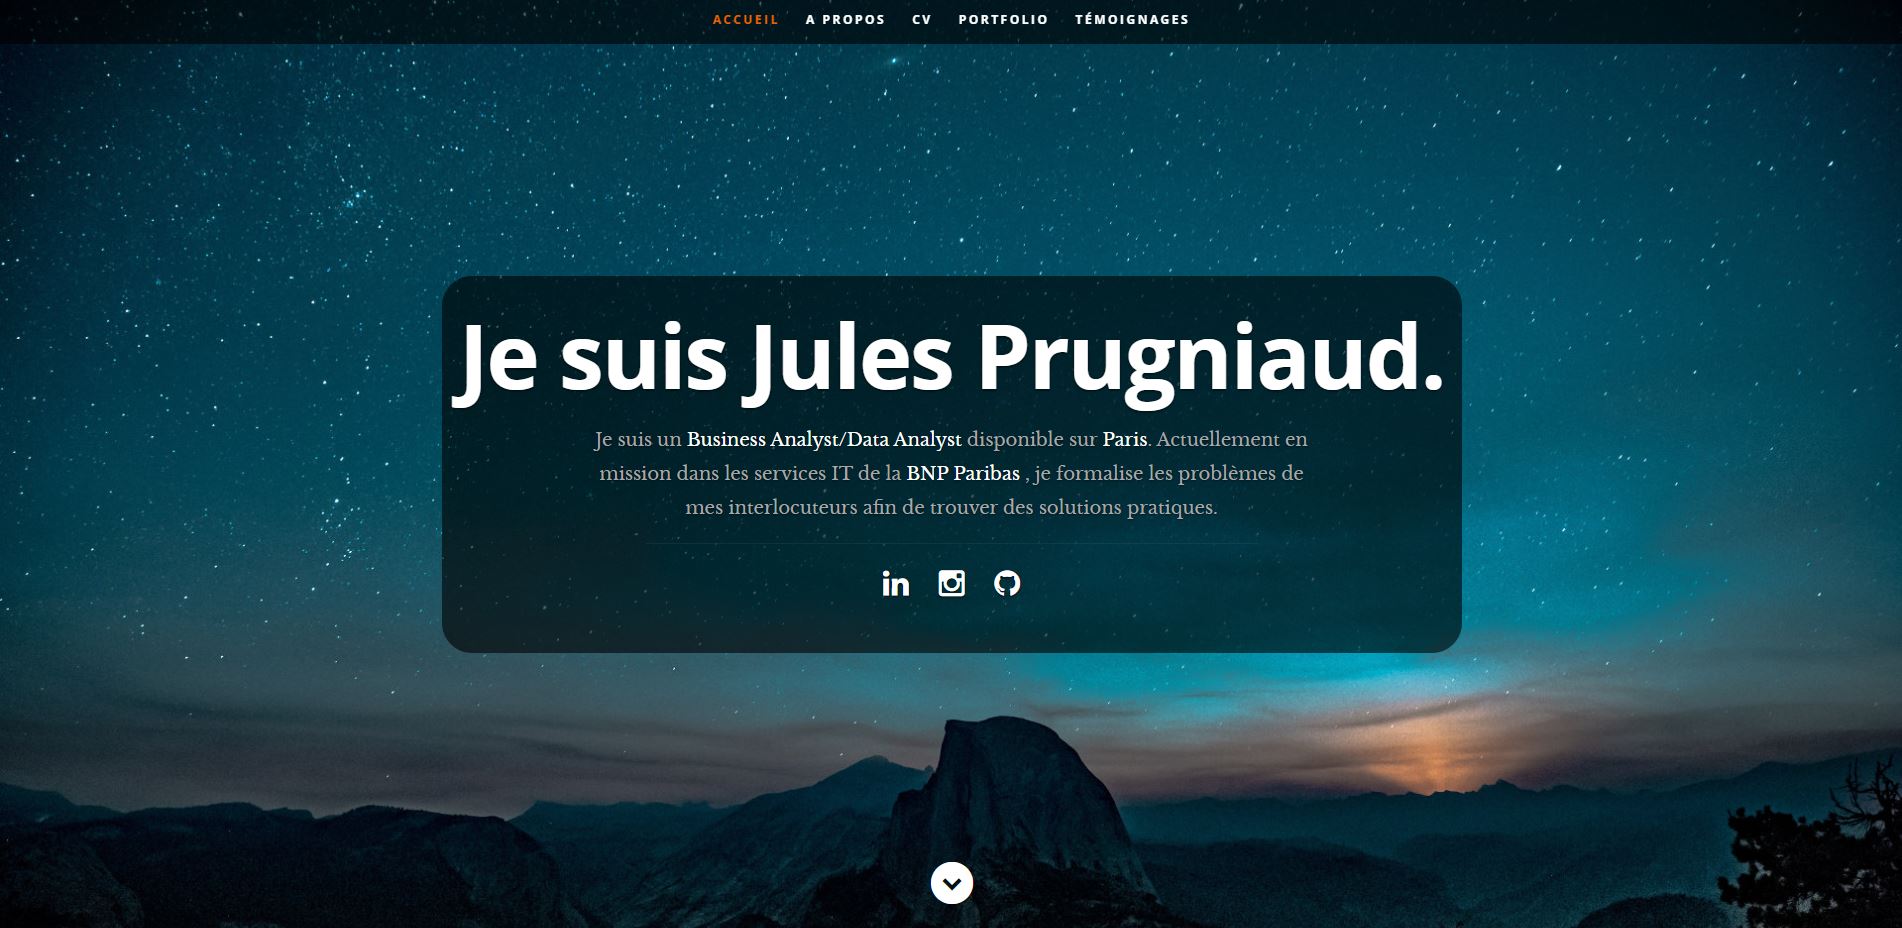 ACCUEIL A PROPOS CV PORTFOLIO TÉMOIGNAGES
Je suis Jules Prugniaud.
Je suis un Business Analyst/Data Analyst disponible sur Paris. Actuellement en
mission dans les services IT de la BNP Paribas , je formalise les problèmes de
mes interlocuteurs afin de trouver des solutions pratiques.
in